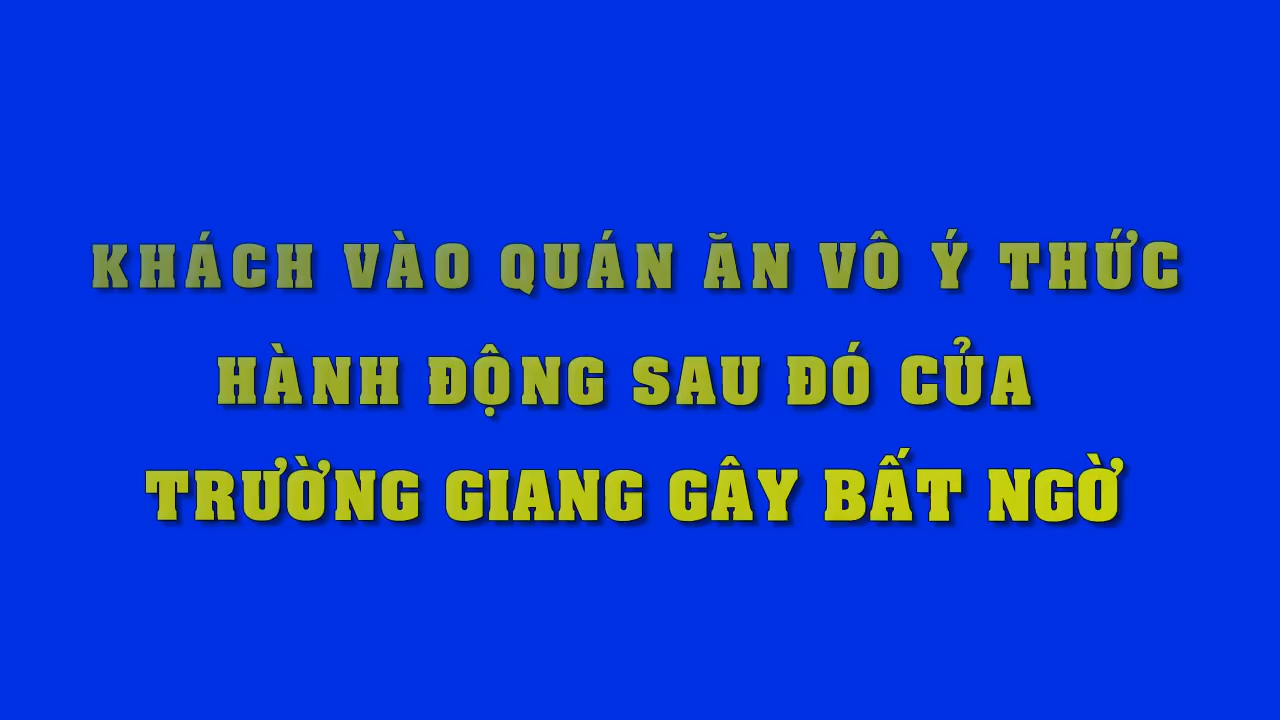 KHÁCH VÀO QUÁN ĂN VÔ Ý THỨC
HÀNH ĐỘNG SAU ĐÓ CỦA
TRƯỜNG GIANG GÂY BẤT NGỜ